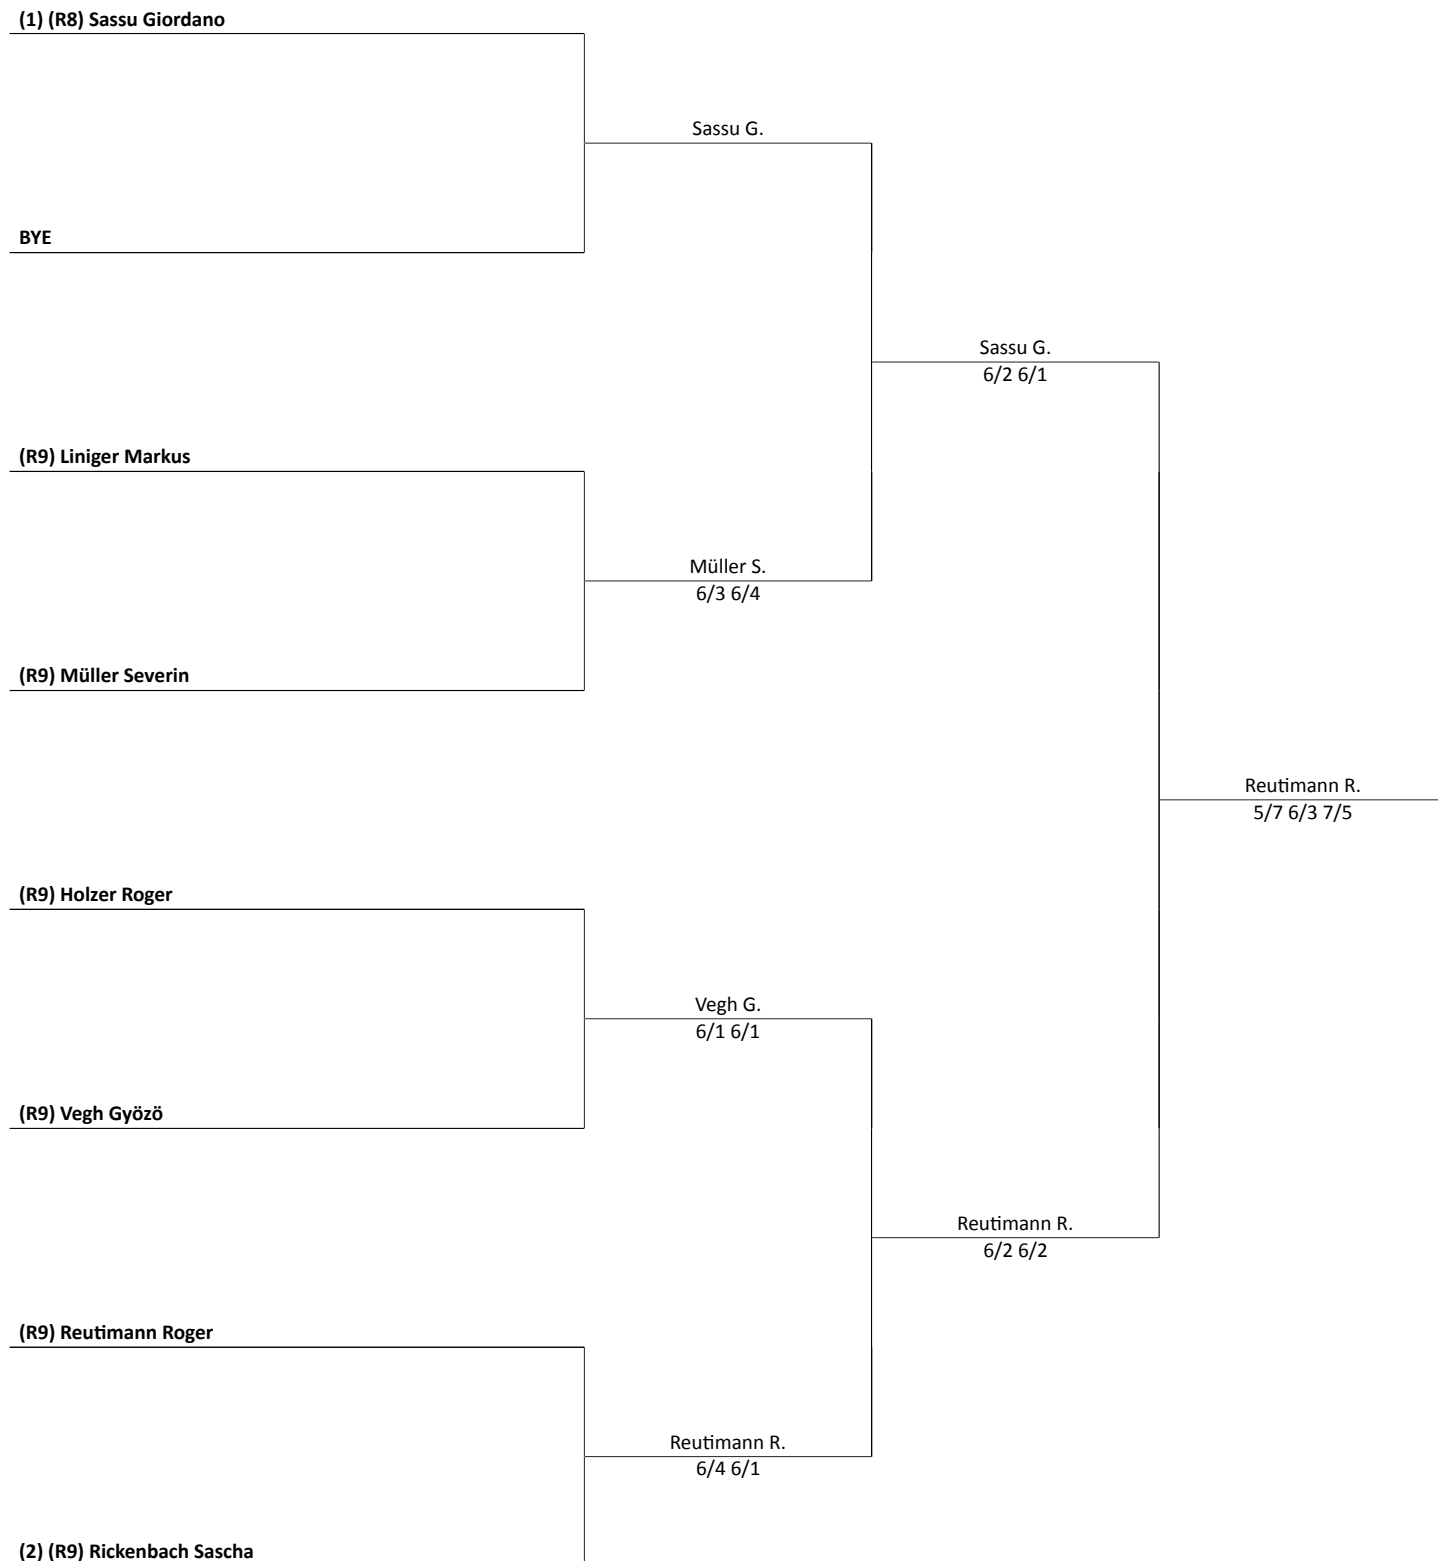 (1) (R8) Sassu Giordano
Sassu G.
BYE
Sassu G.
6/2 6/1
(R9) Liniger Markus
Müller S.
6/3 6/4
(R9) Müller Severin
Reutimann R.
5/7 6/3 7/5
(R9) Holzer Roger
Vegh G.
6/1 6/1
(R9) Vegh Gyözö
Reutimann R.
6/2 6/2
(R9) Reutimann Roger
Reutimann R.
6/4 6/1
(2) (R9) Rickenbach Sascha